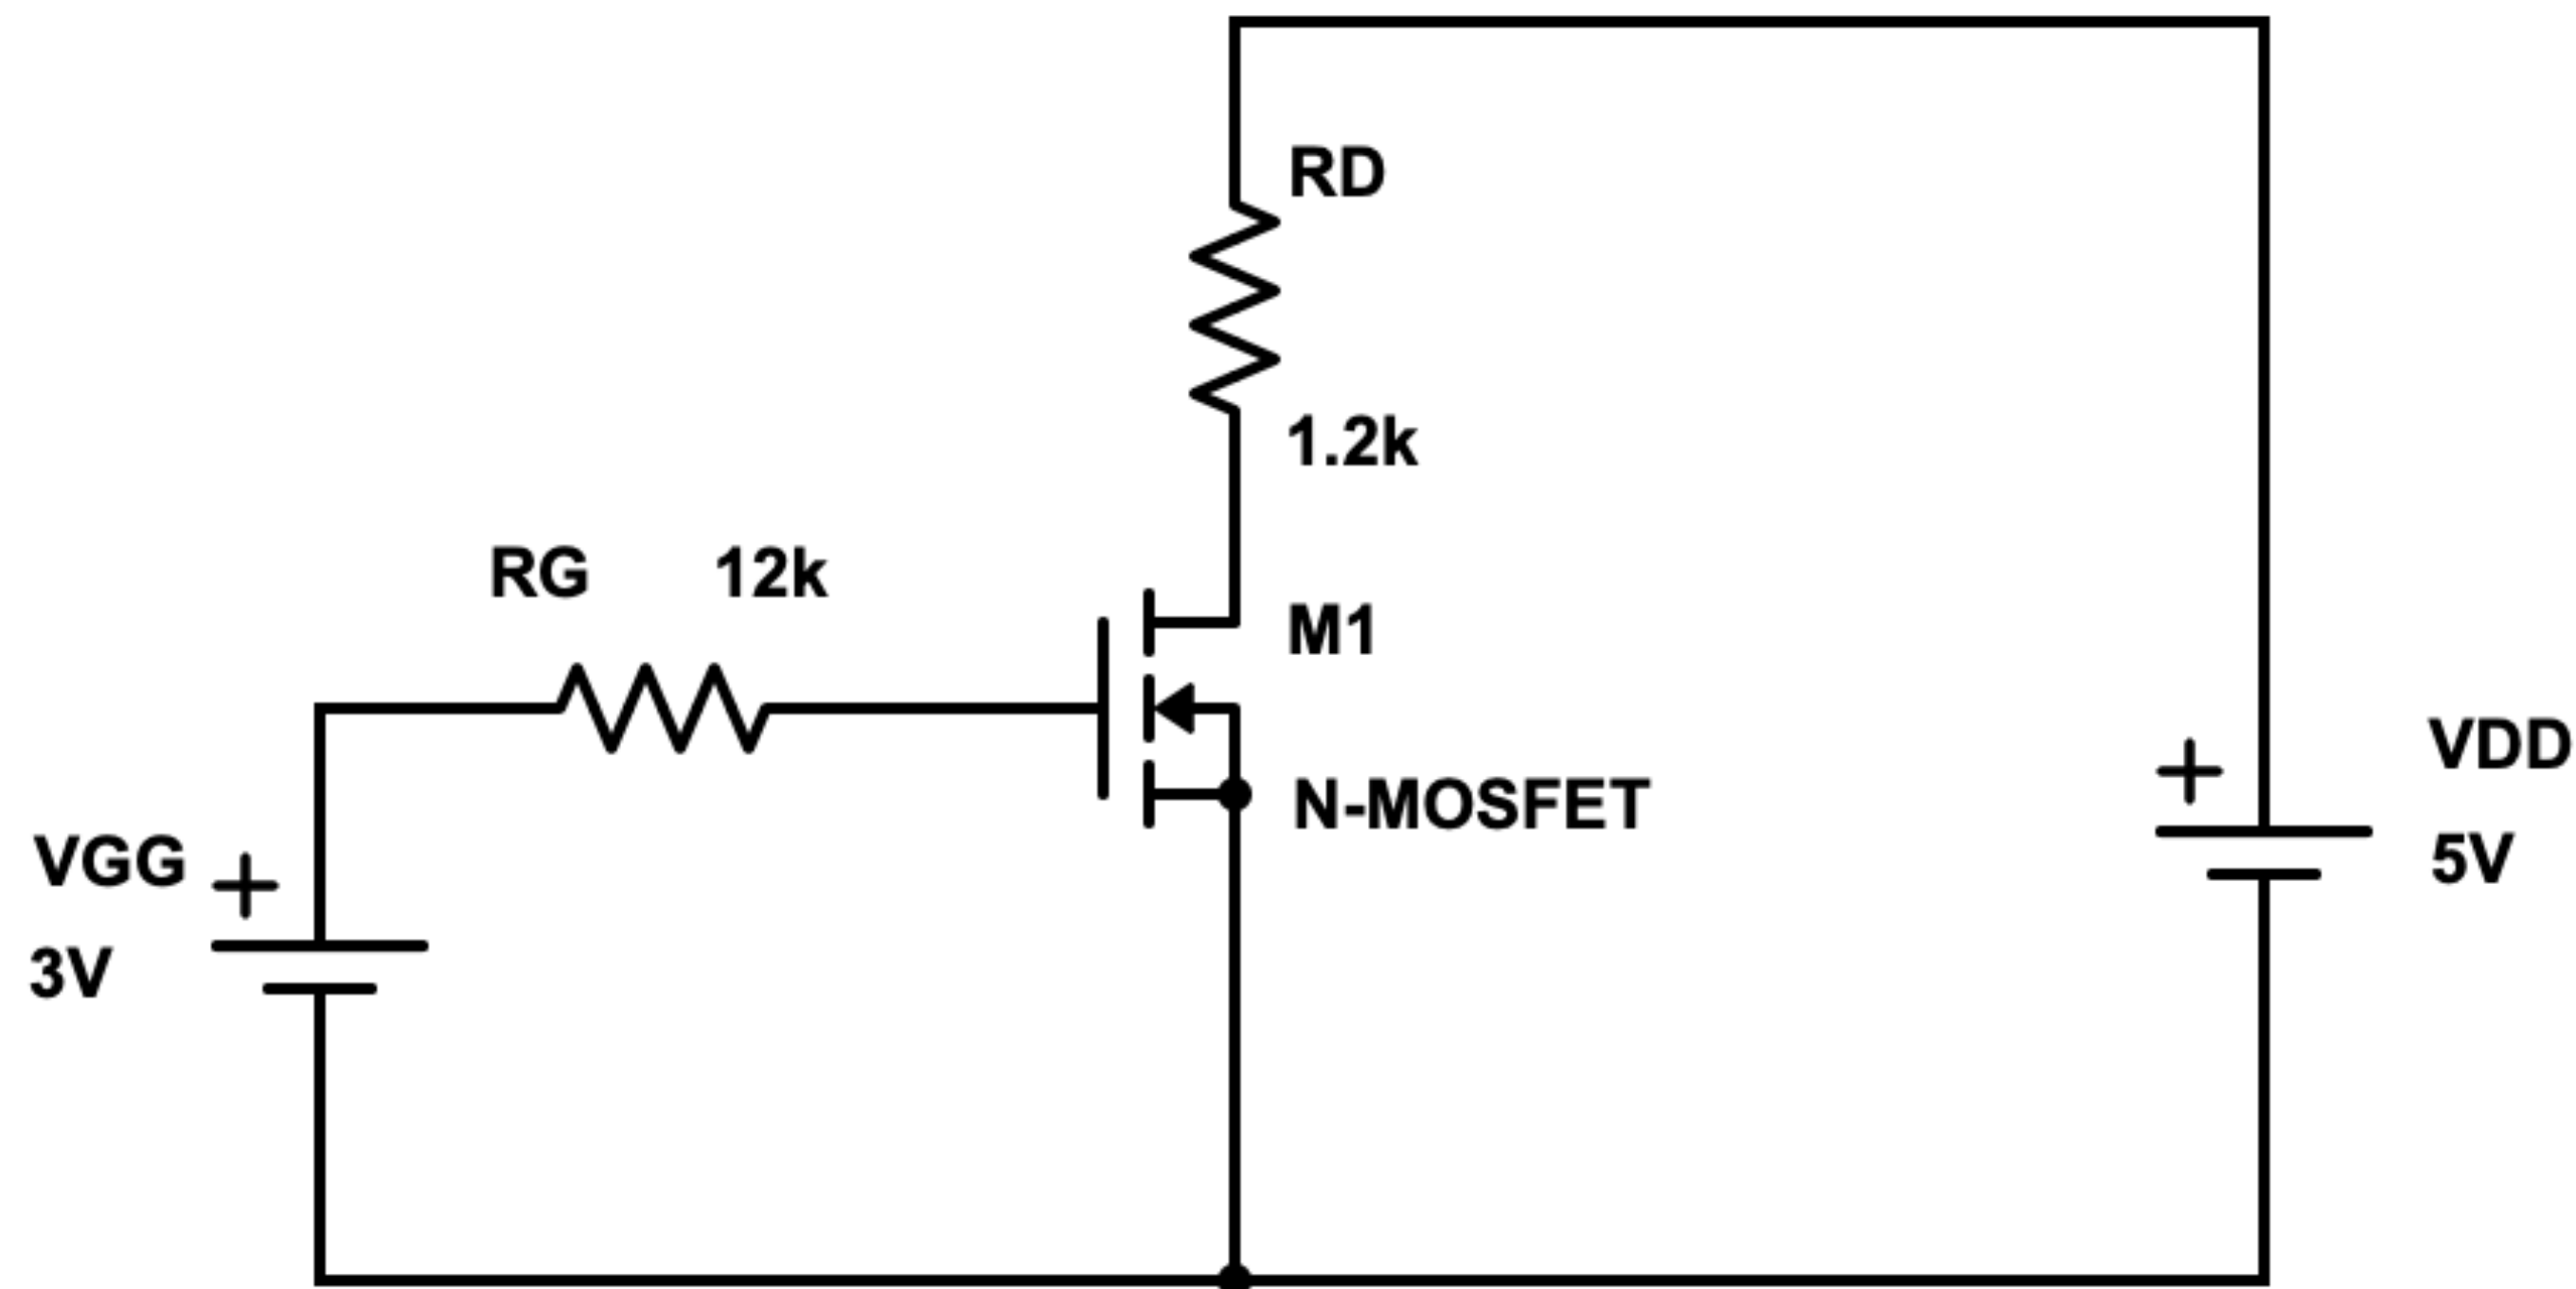 RD
1.2k
RG 12k
M1
N-MOSFET
VGG
+
3V
VDD
+
5V